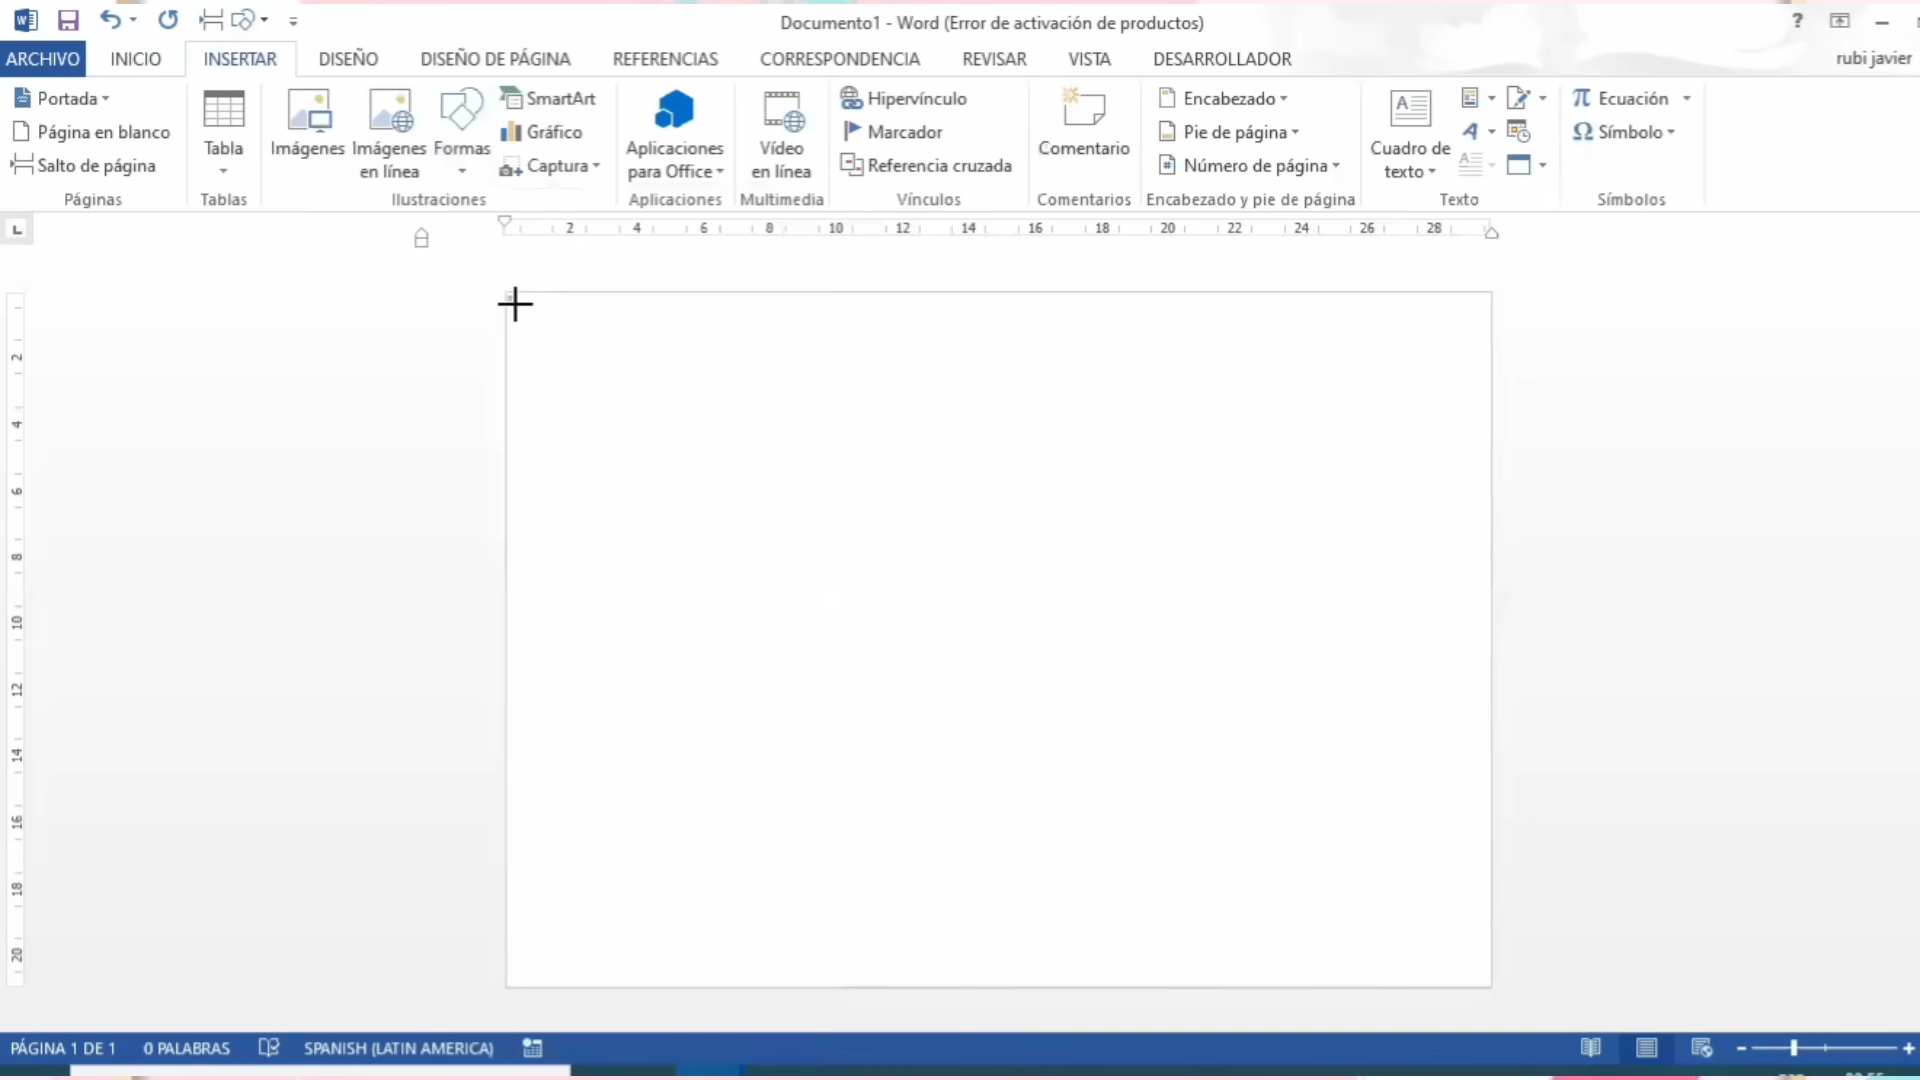 Documento1 - Word (Error de activación de productos)
?
ARCHIVO INICIO INSERTAR DISEÑO DISEÑO DE PÁGINA REFERENCIAS CORRESPONDENCIA REVISAR VISTA DESARROLLADOR rubi javier
Portada
Página en blanco
Salto de página
Páginas
Tabla
Tablas
Imágenes
Imágenes en línea
Formas
SmartArt
Gráfico
Captura
Ilustraciones
Aplicaciones
para Office
Aplicaciones
Vídeo
en línea
Multimedia
Hipervínculo
Marcador
Referencia cruzada
Vínculos
Comentario
Comentarios
Encabezado
Pie de página
Número de página
Encabezado y pie de página
Cuadro de
texto
Texto
π Ecuación
Ω Símbolo
Símbolos
2 4 6 8 10 12 14 16 18 20 22 24 26 28
2
4
6
8
10
12
14
16
18
20
PÁGINA 1 DE 1 0 PALABRAS SPANISH (LATIN AMERICA)